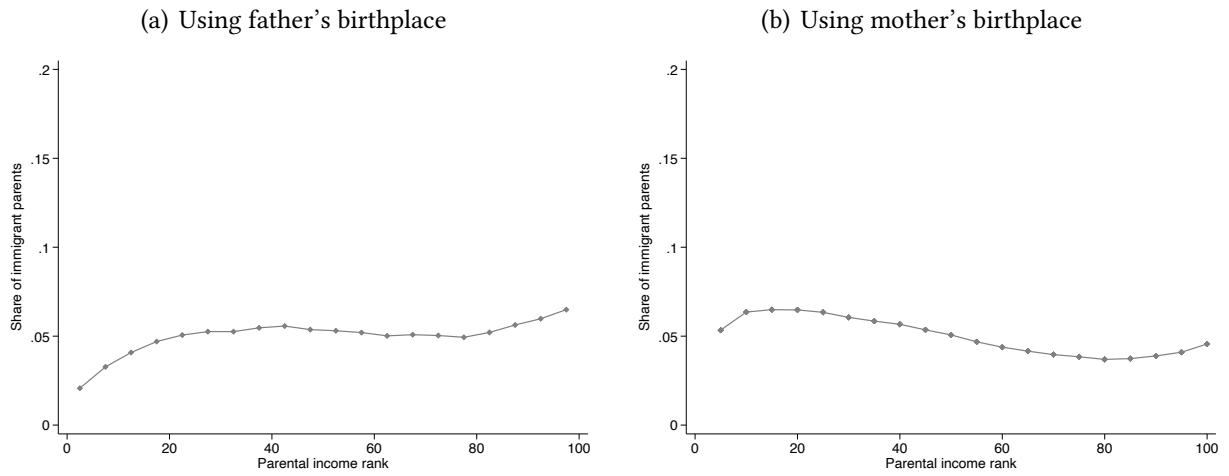 (a) Using father’s birthplace
.2
.15
.1
.05
0
Share of immigrant parents
0 20 40 60 80 100
Parental income rank
(b) Using mother’s birthplace
.2
.15
.1
.05
0
Share of immigrant parents
0 20 40 60 80 100
Parental income rank